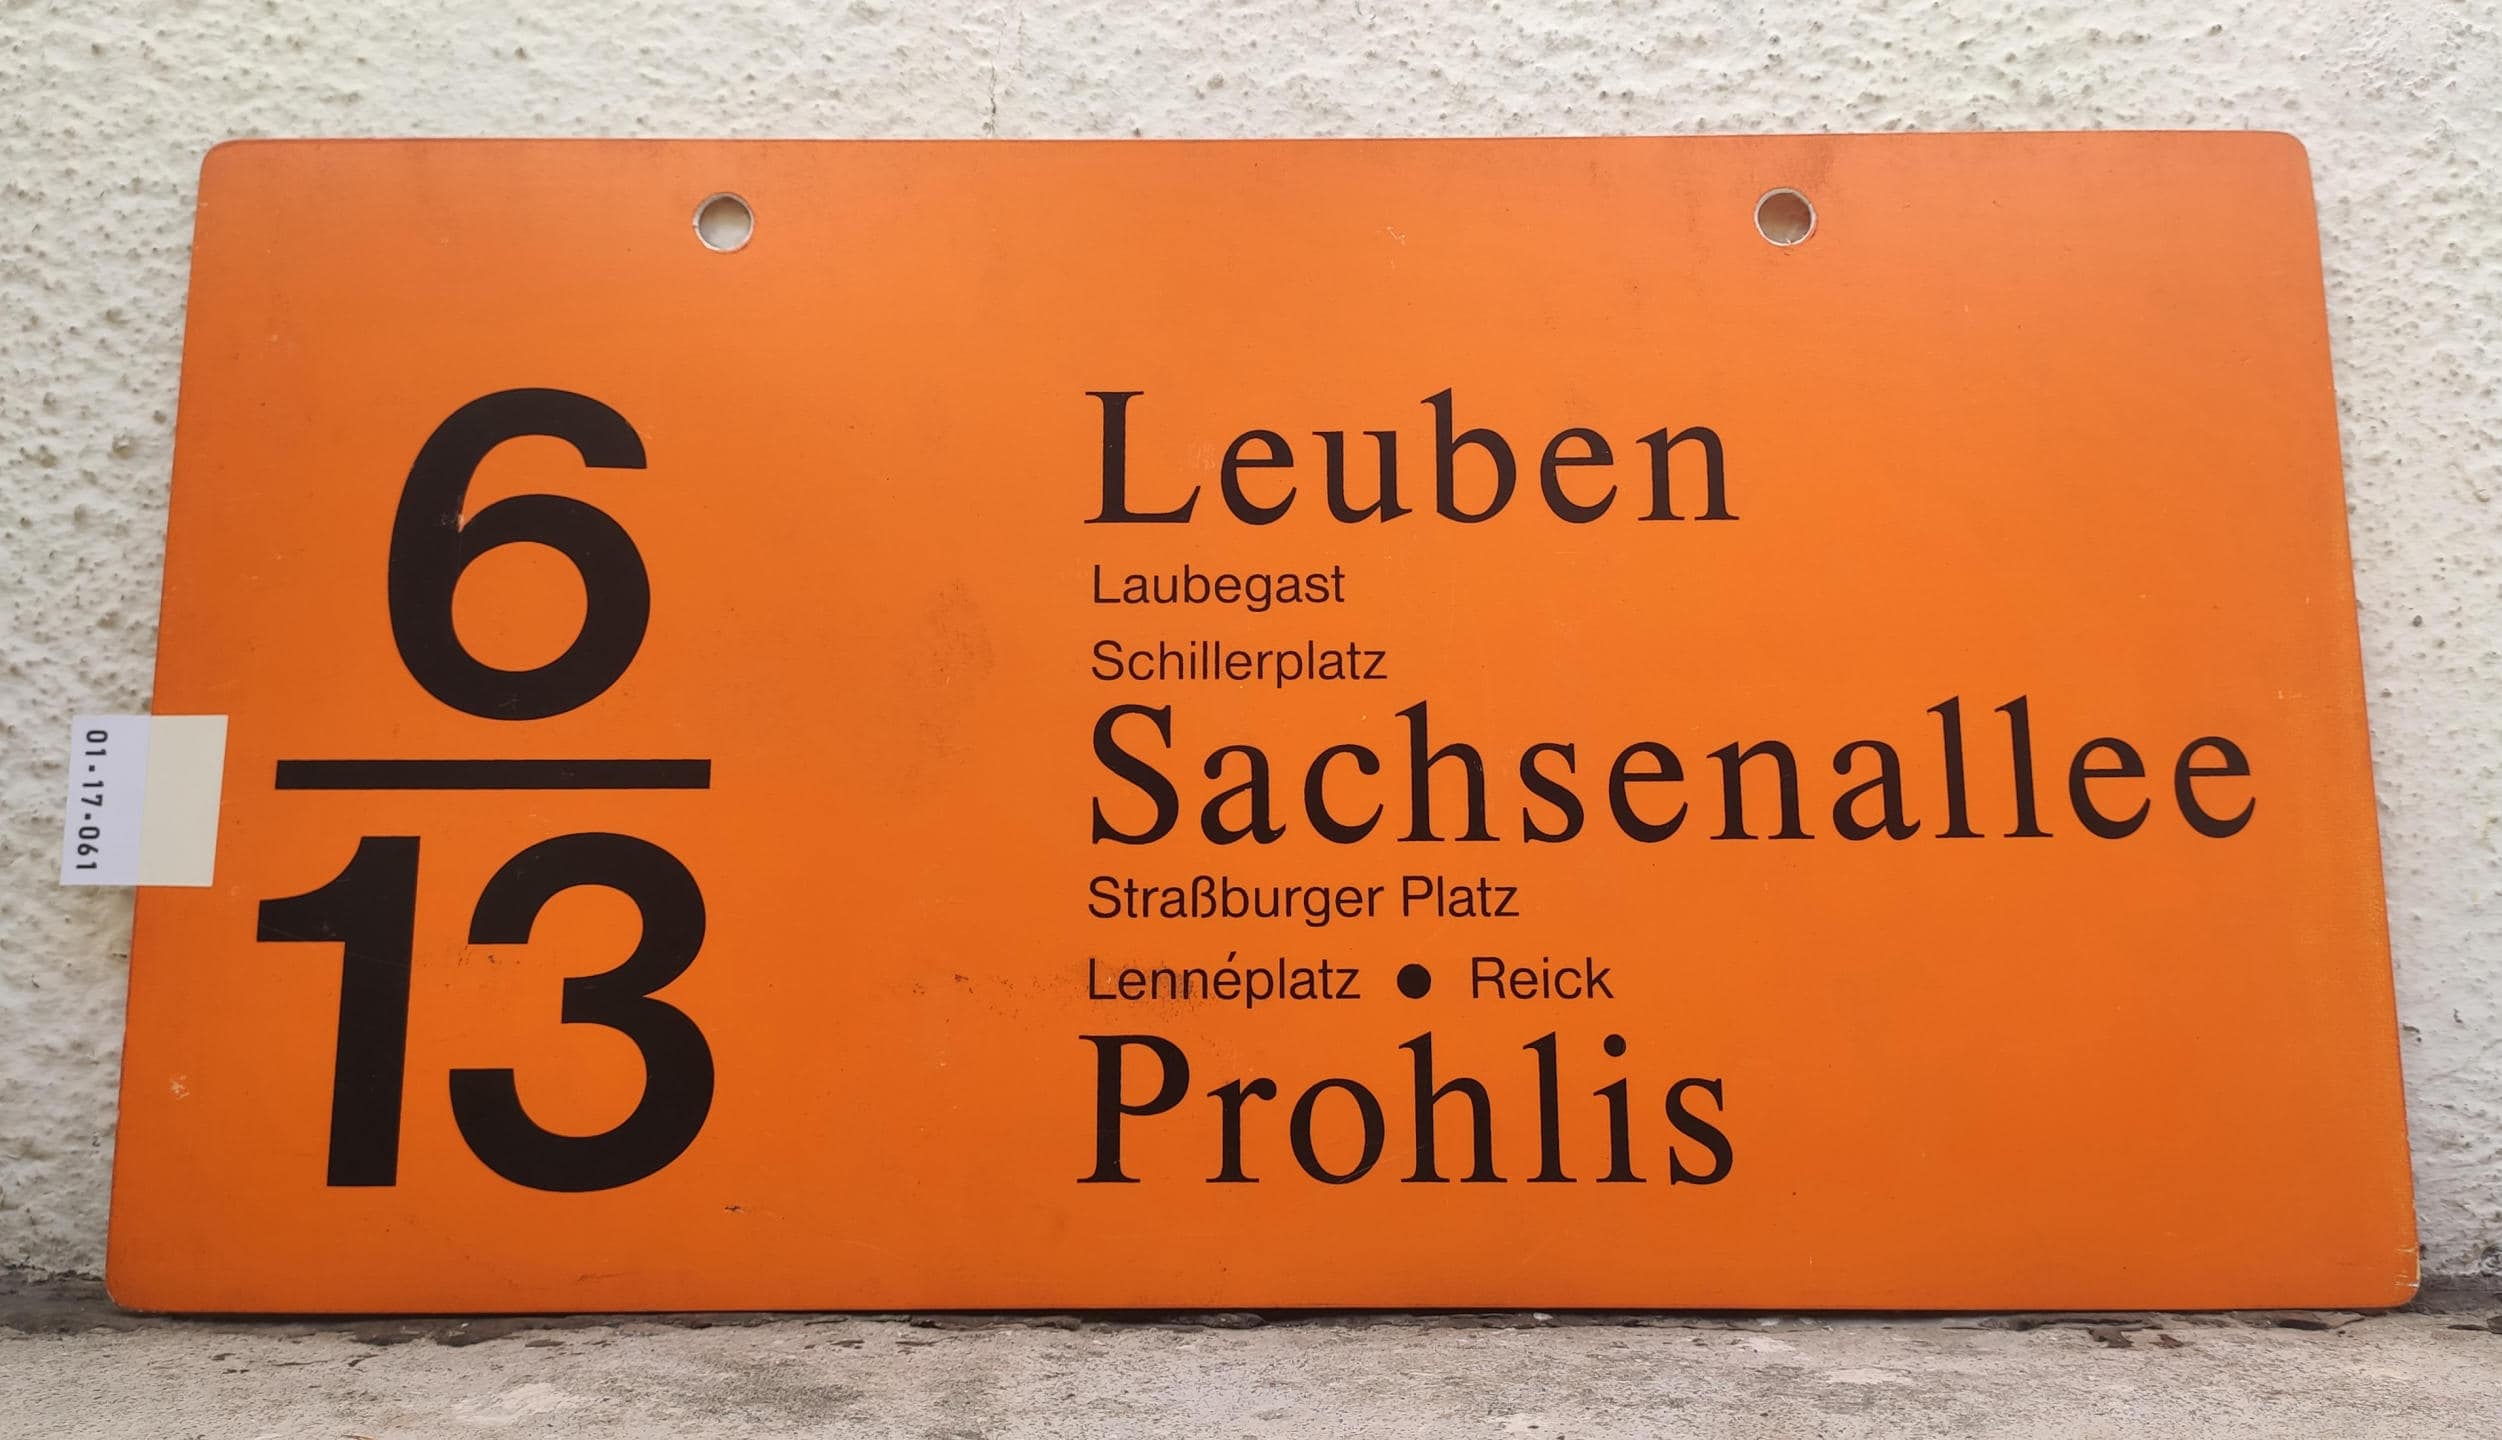 6
13
Leuben
Laubegast
Schillerplatz
Sachsenallee
Straßburger Platz
Lennéplatz ● Reick
Prohlis
01-17-061